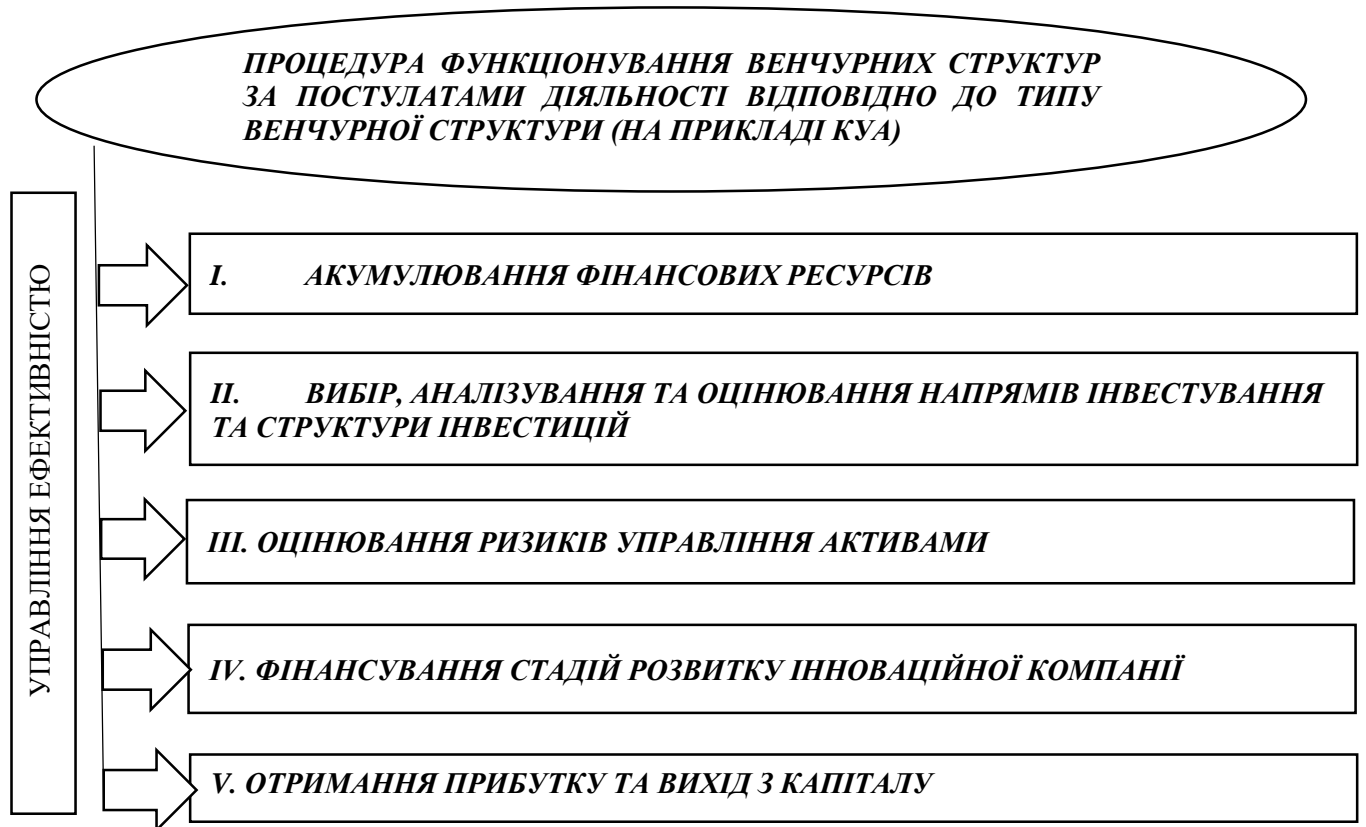 ПРОЦЕДУРА ФУНКЦІОНУВАННЯ ВЕНЧУРНИХ СТРУКТУР
ЗА ПОСТУЛАТАМИ ДІЯЛЬНОСТІ ВІДПОВІДНО ДО ТИПУ
ВЕНЧУРНОЇ СТРУКТУРИ (НА ПРИКЛАДІ КУА)
УПРАВЛІННЯ ЕФЕКТИВНІСТЮ
I. АКУМУЛЮВАННЯ ФІНАНСОВИХ РЕСУРСІВ
II. ВИБІР, АНАЛІЗУВАННЯ ТА ОЦІНЮВАННЯ НАПРЯМІВ ІНВЕСТУВАННЯ
ТА СТРУКТУРИ ІНВЕСТИЦІЙ
III. ОЦІНЮВАННЯ РИЗИКІВ УПРАВЛІННЯ АКТИВАМИ
IV. ФІНАНСУВАННЯ СТАДІЙ РОЗВИТКУ ІННОВАЦІЙНОЇ КОМПАНІЇ
V. ОТРИМАННЯ ПРИБУТКУ ТА ВИХІД З КАПІТАЛУ